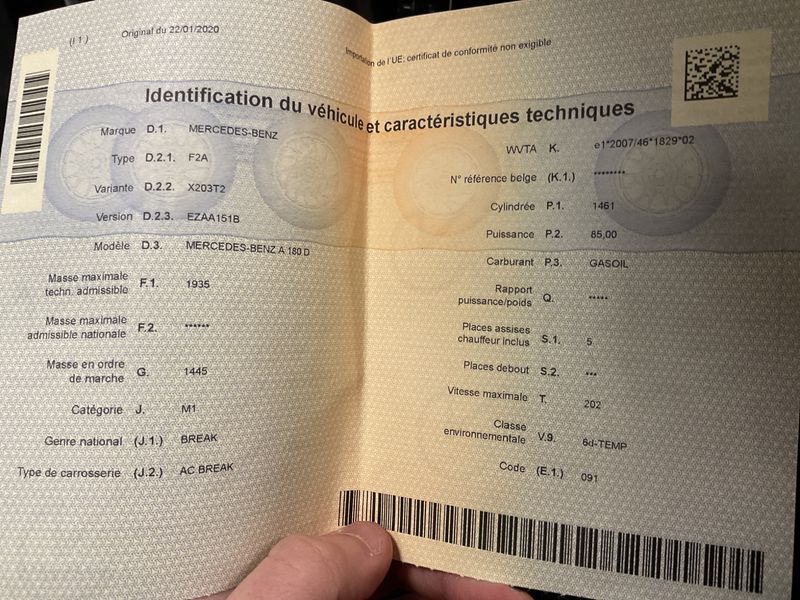 (I 1)
Original du 22/01/2020
Identification du véhicule et caractéristiques techniques
Marque D.1. MERCEDES-BENZ
Type D.2.1. F2A
Variante D.2.2. X203T2
Version D.2.3. EZAA151B
Modèle D.3. MERCEDES-BENZ A 180 D
Masse maximale
techn. admissible F.1. 1935
Masse maximale
admissible nationale F.2. ******
Masse en ordre
de marche G. 1445
Catégorie J. M1
Genre national (J.1.) BREAK
Type de carrosserie (J.2.) AC BREAK
Importation de l'UE: certificat de conformité non exigible
WVTA K. e1*2007/46*1829*02
N° référence belge (K.1.) ********
Cylindrée P.1. 1461
Puissance P.2. 85,00
Carburant P.3. GASOIL
Rapport
puissance/poids Q. *****
Places assises
chauffeur inclus S.1. 5
Places debout S.2. ***
Vitesse maximale T. 202
Classe
environnementale V.9. 6d-TEMP
Code (E.1.) 091